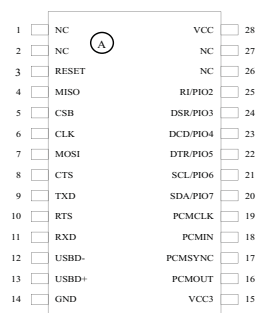 1 NC VCC 28
2 NC NC 27
A
3 RESET NC 26
4 MISO RI/PIO2 25
5 CSB DSR/PIO3 24
6 CLK DCD/PIO4 23
7 MOSI DTR/PIO5 22
8 CTS SCL/PIO6 21
9 TXD SDA/PIO7 20
10 RTS PCMCLK 19
11 RXD PCMIN 18
12 USBD- PCMSYNC 17
13 USBD+ PCMOUT 16
14 GND VCC3 15